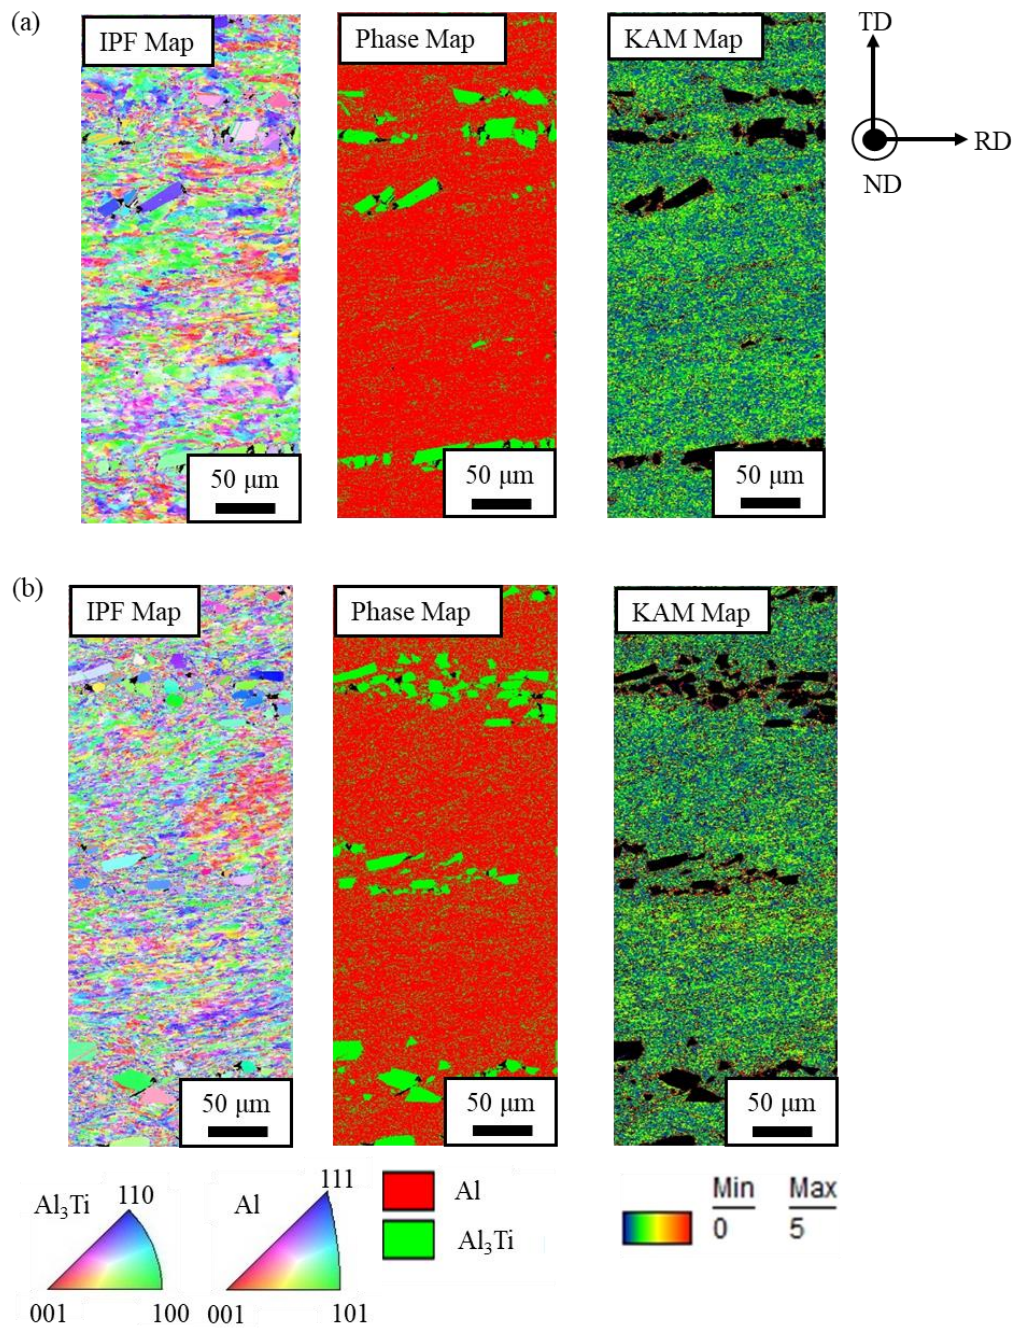 (a)
IPF Map
Phase Map
KAM Map
TD
RD
ND
50 μm
50 μm
50 μm
(b)
IPF Map
Phase Map
KAM Map
50 μm
50 μm
50 μm
Al₃Ti
110
001
100
Al
111
001
101
Al
Al₃Ti
Min Max
0 5